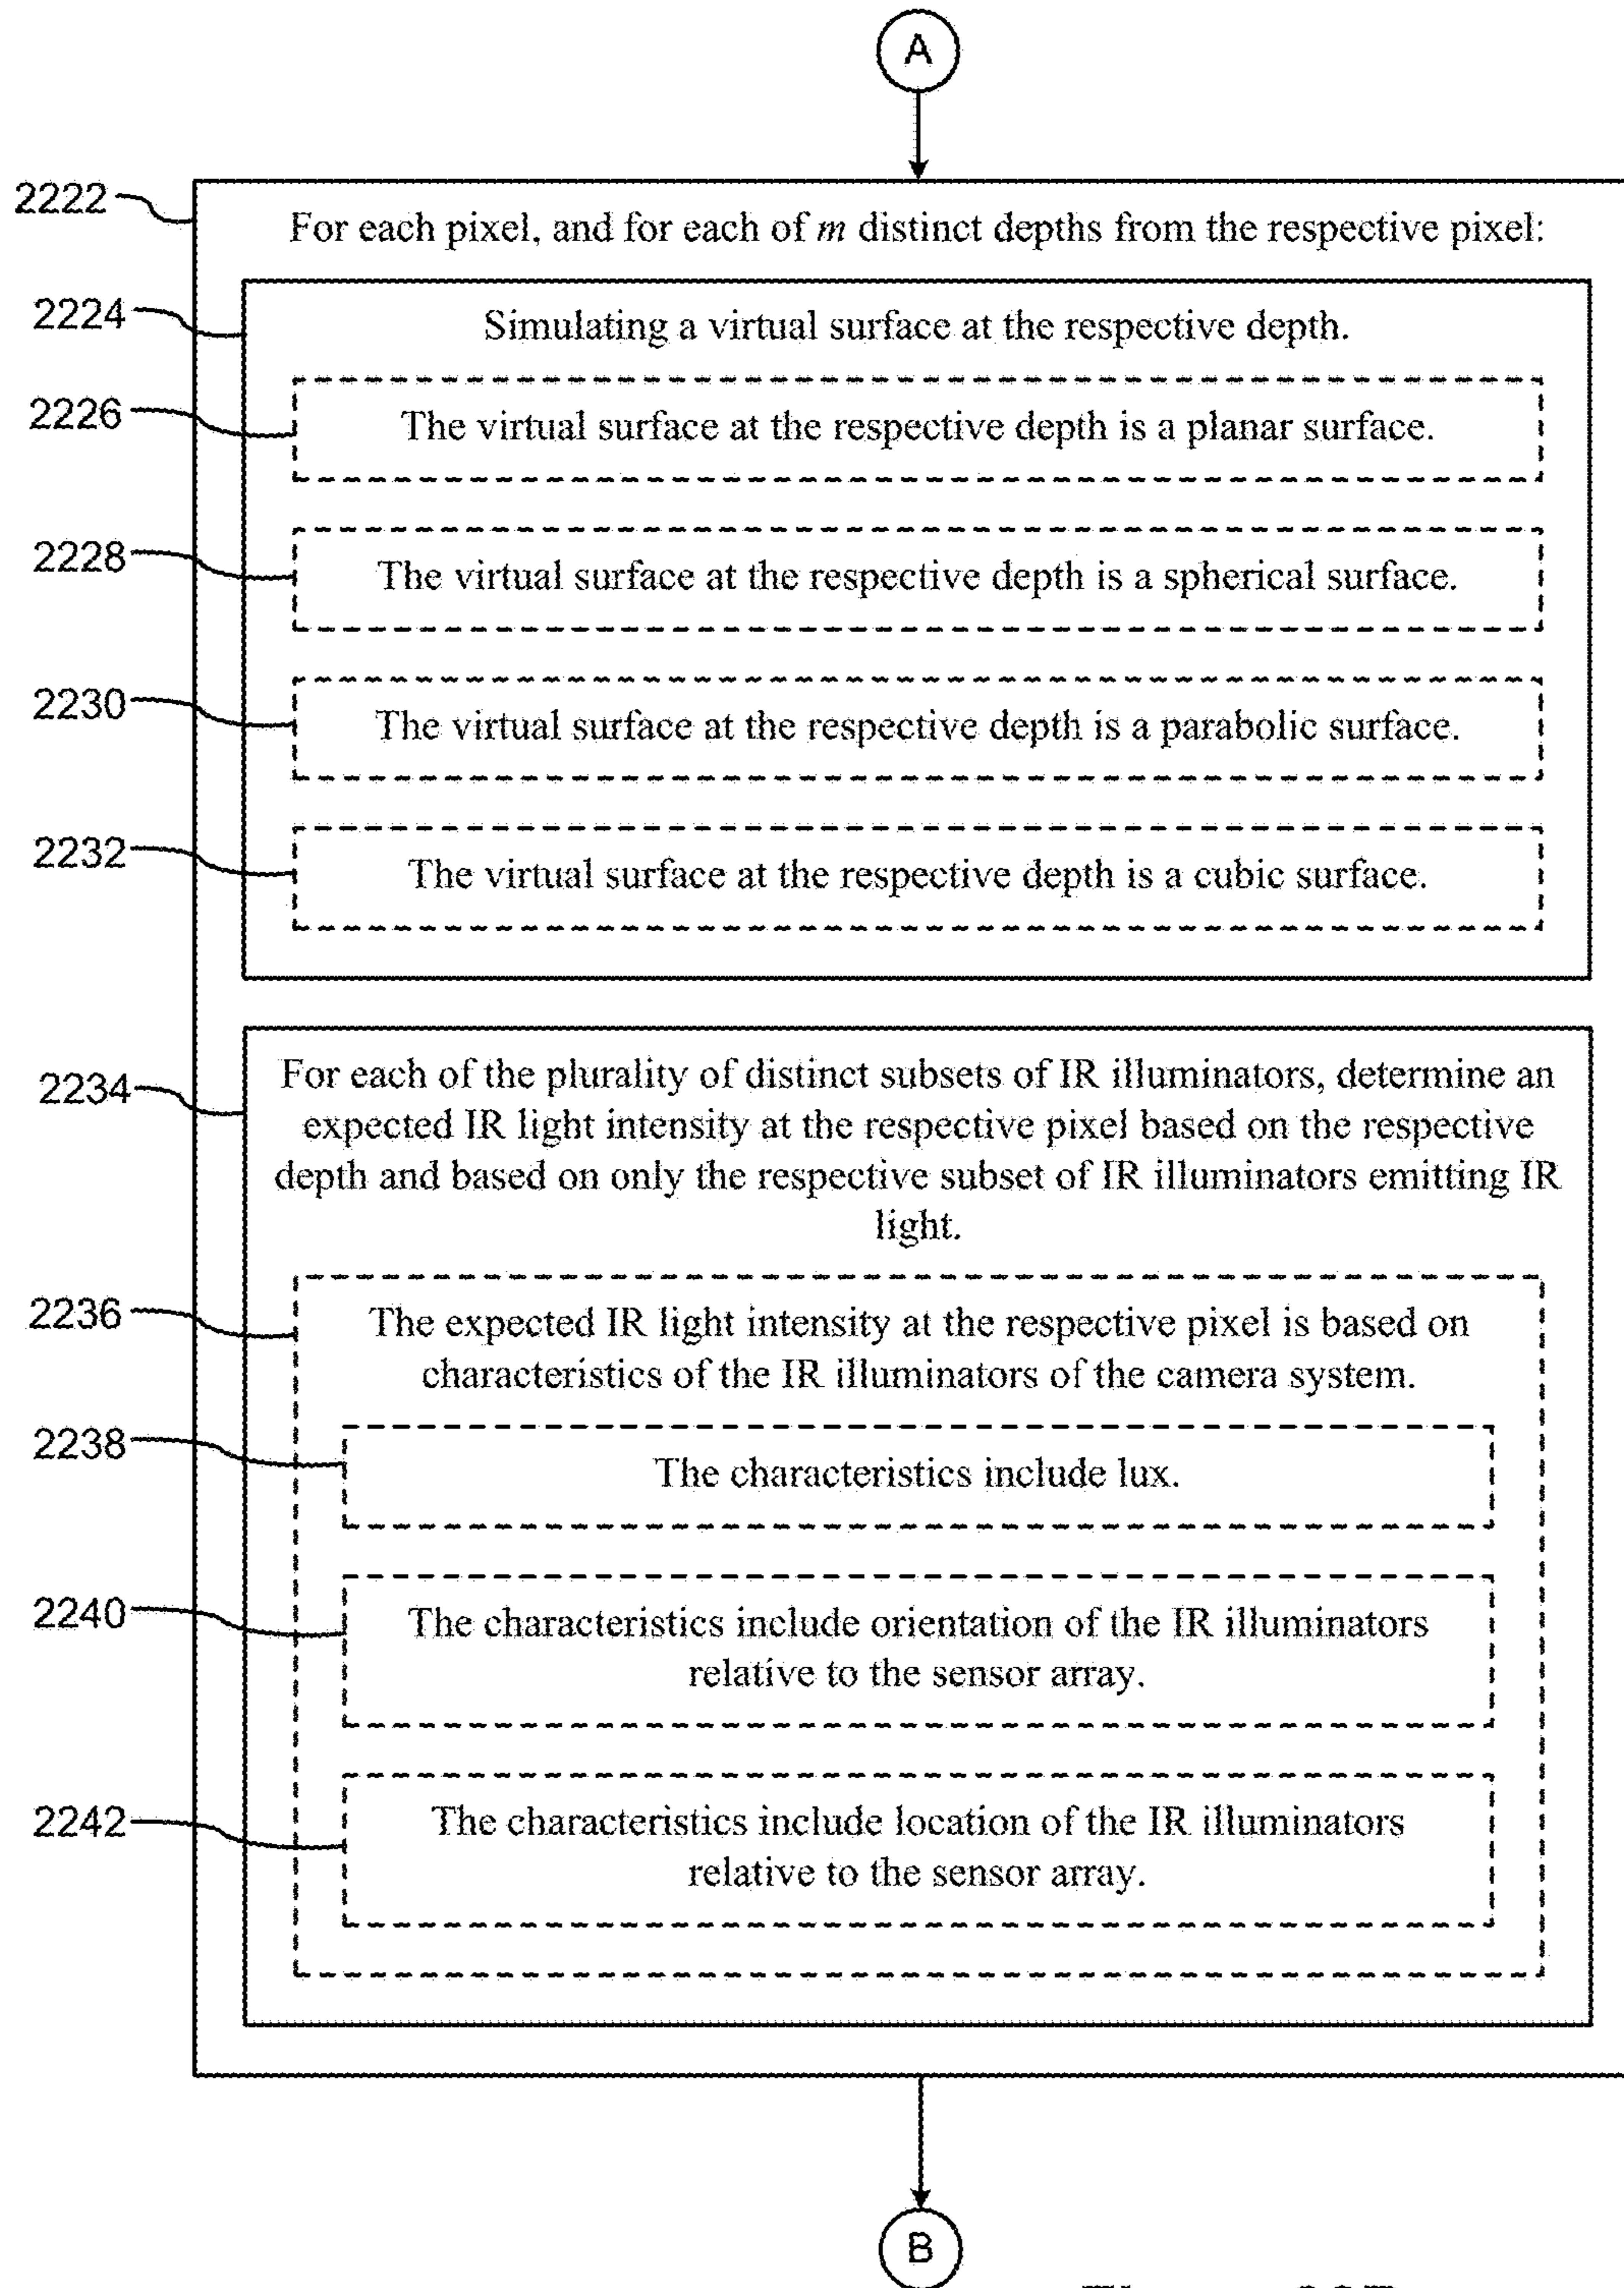 A
2222
For each pixel, and for each of m distinct depths from the respective pixel:
2224
Simulating a virtual surface at the respective depth.
2226
The virtual surface at the respective depth is a planar surface.
2228
The virtual surface at the respective depth is a spherical surface.
2230
The virtual surface at the respective depth is a parabolic surface.
2232
The virtual surface at the respective depth is a cubic surface.
2234
For each of the plurality of distinct subsets of IR illuminators, determine an
expected IR light intensity at the respective pixel based on the respective
depth and based on only the respective subset of IR illuminators emitting IR
light.
2236
The expected IR light intensity at the respective pixel is based on
characteristics of the IR illuminators of the camera system.
2238
The characteristics include lux.
2240
The characteristics include orientation of the IR illuminators
relative to the sensor array.
2242
The characteristics include location of the IR illuminators
relative to the sensor array.
B